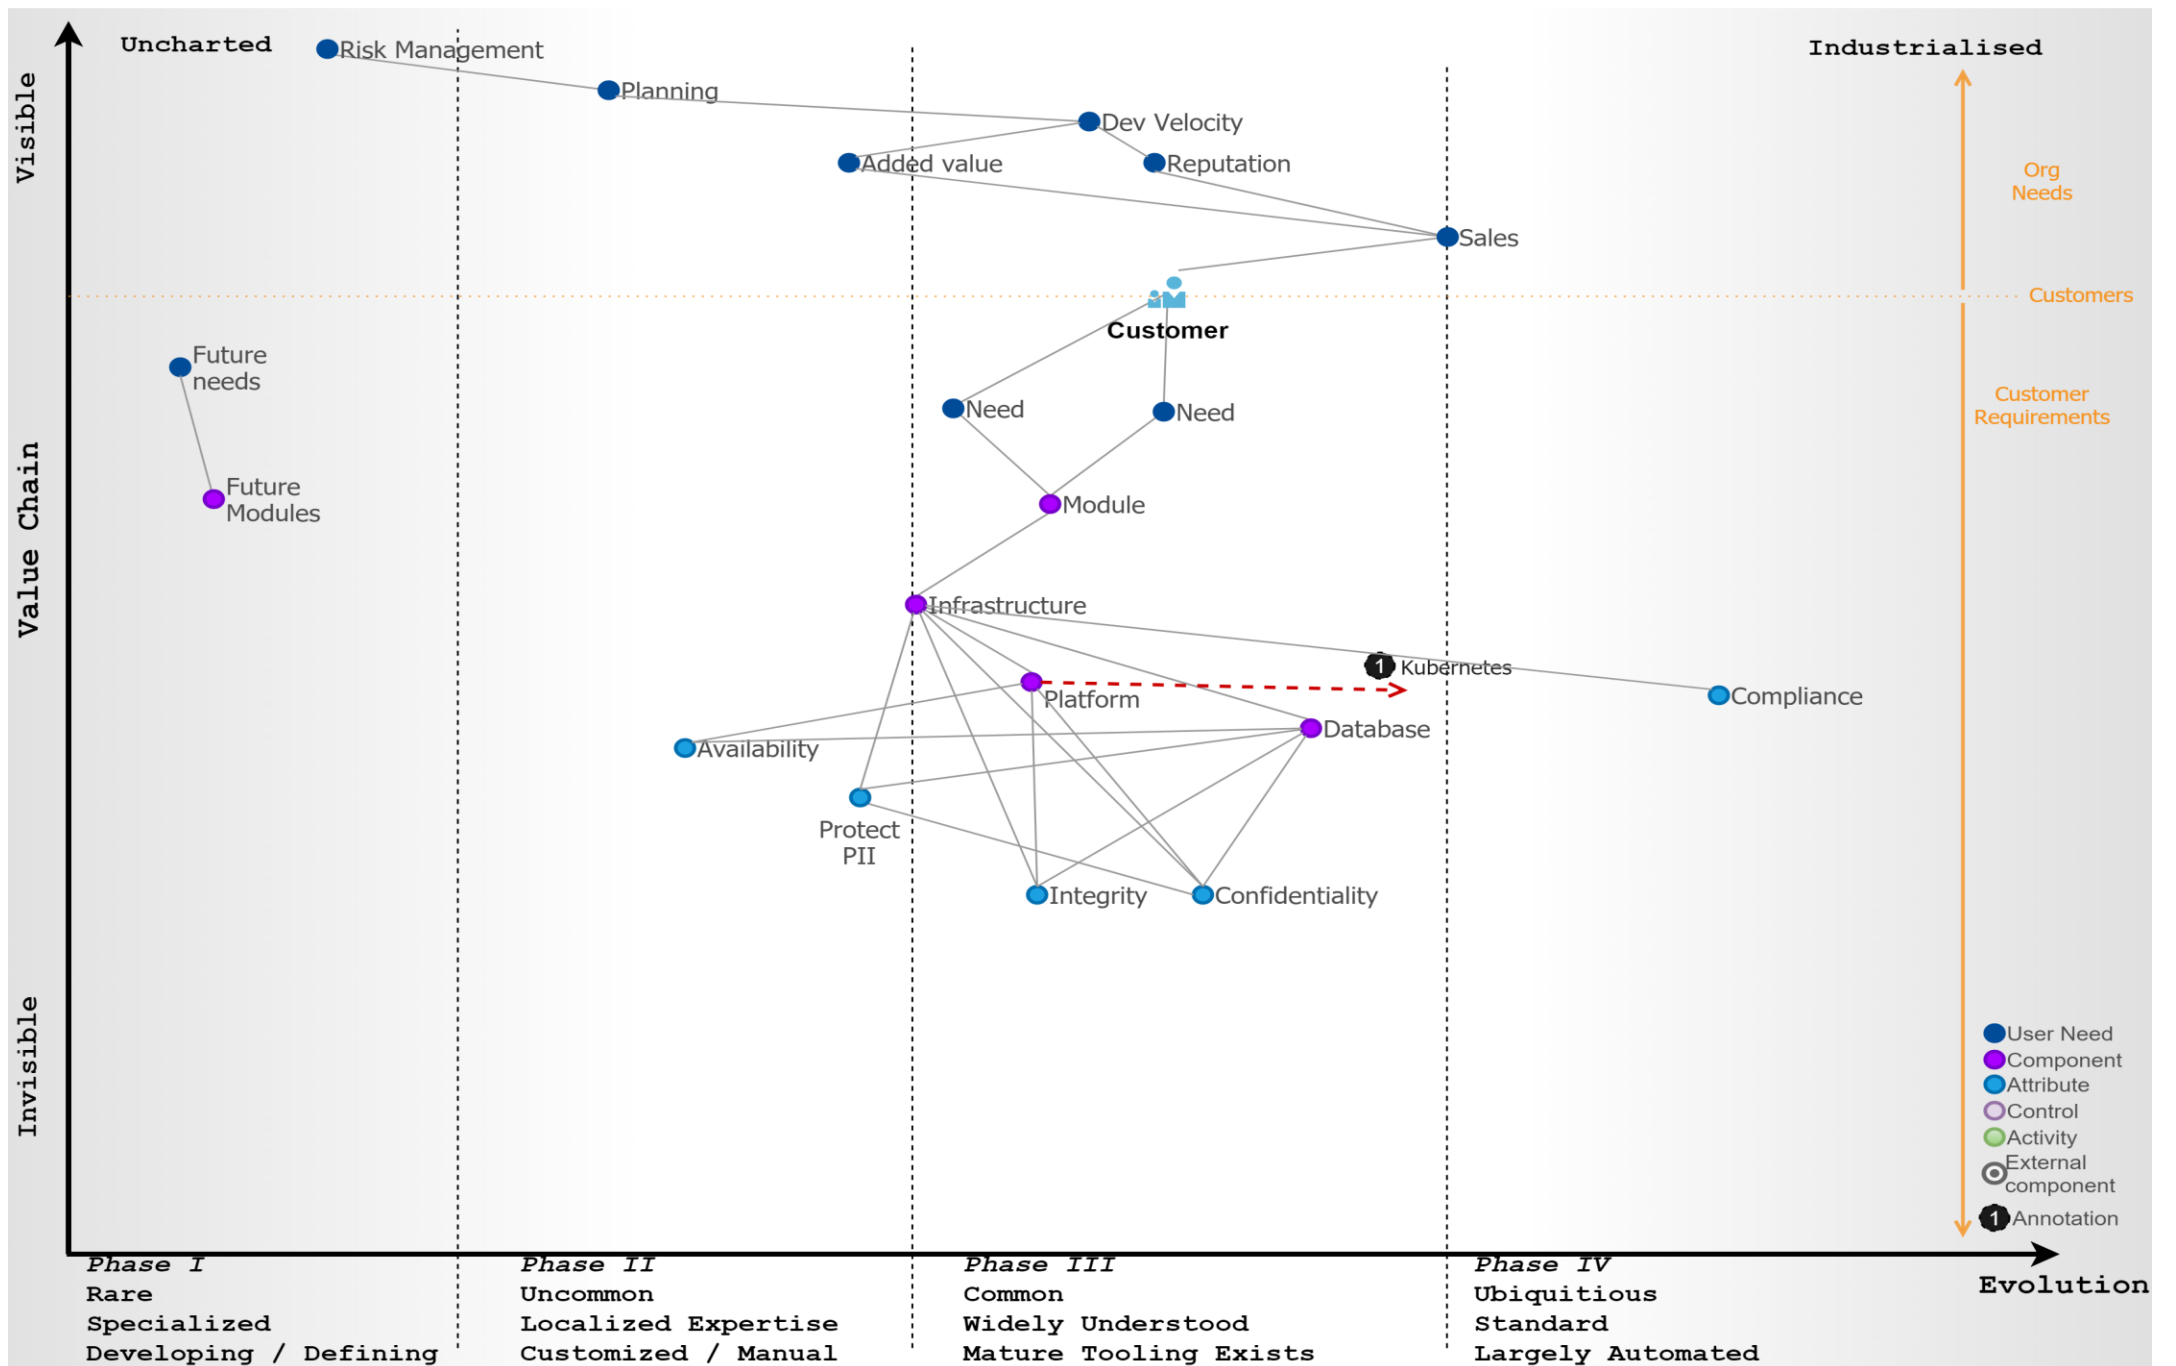 Uncharted
Risk Management
Industrialised
Planning
Visible
Dev Velocity
Added value
Reputation
Org
Needs
Sales
Customers
Customer
Future
needs
Need
Need
Customer
Requirements
Value Chain
Future
Modules
Module
Infrastructure
1 Kubernetes
Platform
Compliance
Database
Availability
Protect
PII
Integrity
Confidentiality
Invisible
User Need
Component
Attribute
Control
Activity
External
component
1 Annotation
Phase I
Rare
Specialized
Developing / Defining
Phase II
Uncommon
Localized Expertise
Customized / Manual
Phase III
Common
Widely Understood
Mature Tooling Exists
Phase IV
Ubiquitious
Standard
Largely Automated
Evolution